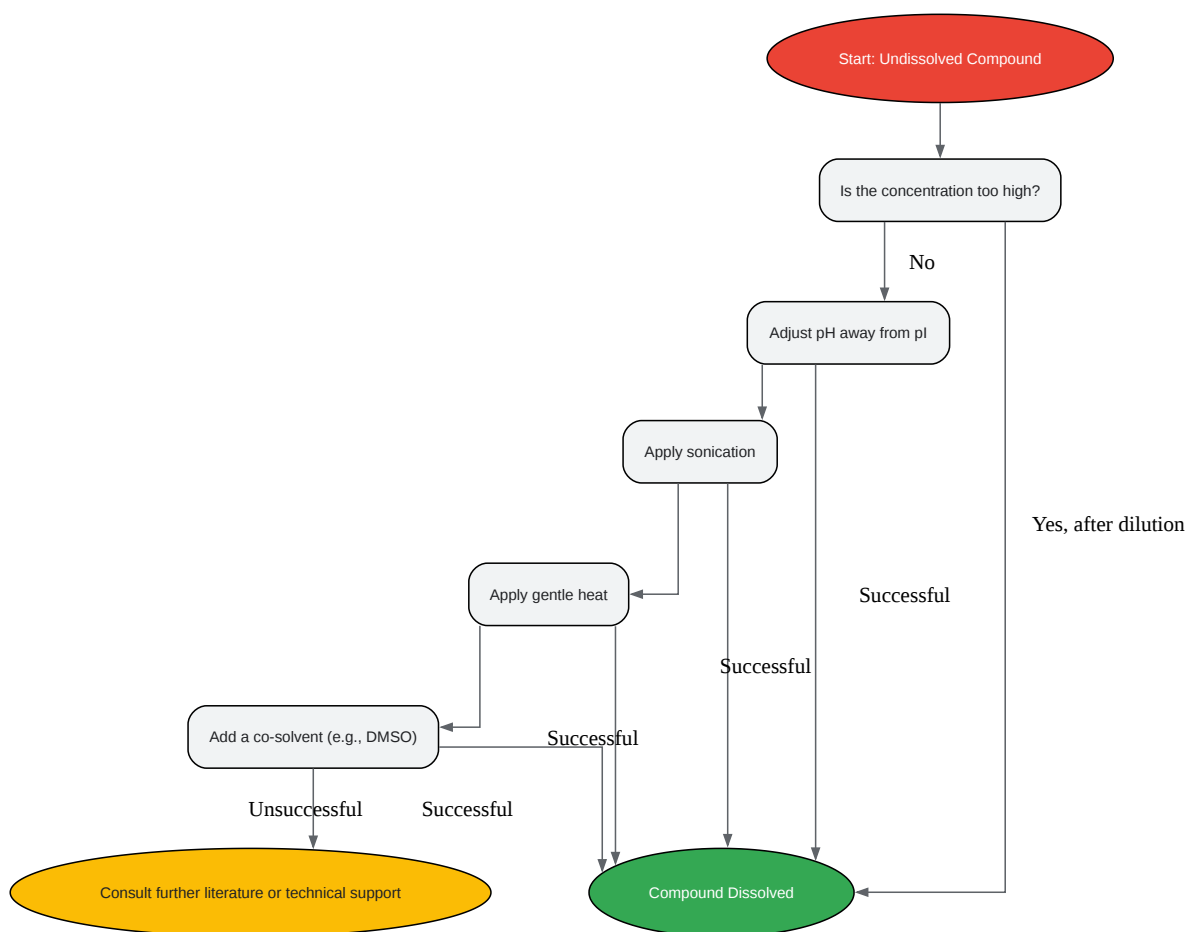 Start: Undissolved Compound
Is the concentration too high?
No
Adjust pH away from pI
Apply sonication
Yes, after dilution
Apply gentle heat
Successful
Successful
Add a co-solvent (e.g., DMSO)
Successful
Unsuccessful
Successful
Consult further literature or technical support
Compound Dissolved